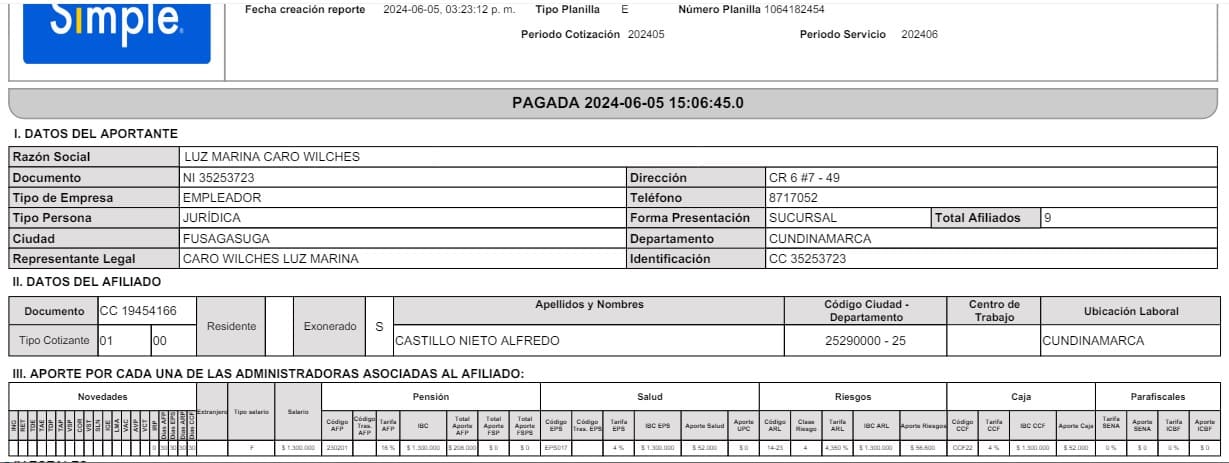 Simple
Fecha creación reporte 2024-06-05, 03:23:12 p. m. Tipo Planilla E Número Planilla 1064182454
Periodo Cotización 202405 Periodo Servicio 202406
PAGADA 2024-06-05 15:06:45.0
I. DATOS DEL APORTANTE
Razón Social LUZ MARINA CARO WILCHES
Documento NI 35253723 Dirección CR 6 #7 - 49
Tipo de Empresa EMPLEADOR Teléfono 8717052
Tipo Persona JURÍDICA Forma Presentación SUCURSAL Total Afiliados 9
Ciudad FUSAGASUGA Departamento CUNDINAMARCA
Representante Legal CARO WILCHES LUZ MARINA Identificación CC 35253723
II. DATOS DEL AFILIADO
Documento CC 19454166 Residente Exonerado S Apellidos y Nombres Código Ciudad - Departamento Centro de Trabajo Ubicación Laboral
Tipo Cotizante 01 00 CASTILLO NIETO ALFREDO 25290000 - 25 CUNDINAMARCA
III. APORTE POR CADA UNA DE LAS ADMINISTRADORAS ASOCIADAS AL AFILIADO:
Novedades Extranjero Tipo salario Salario Pensión Salud Riesgos Caja Parafiscales
ING RET TDE TAE TDP TAP VSP COR VST SLN IGE LMA VAC AVP VCT IRP Dias AFP Dias EPS Dias ARP Dias CCF Código AFP Código Tras. AFP Tarifa AFP IBC Total Aporte AFP Total Aporte FSP Total Aporte FSPS Código EPS Código Tras. EPS Tarifa EPS IBC EPS Aporte Salud Aporte UPC Código ARL Clase Riesgo Tarifa ARL IBC ARL Aporte Riesgos Código CCF Tarifa CCF IBC CCF Aporte Caja Tarifa SENA Aporte SENA Tarifa ICBF Aporte ICBF
0 30 30 30 30 F $ 1.300.000 230201 16 % $ 1.300.000 $ 208.000 $ 0 $ 0 EPS017 4 % $ 1.300.000 $ 52.000 $ 0 14-23 4 4,350 % $ 1.300.000 $ 56.600 CCF22 4 % $ 1.300.000 $ 52.000 0 % $ 0 0 % $ 0